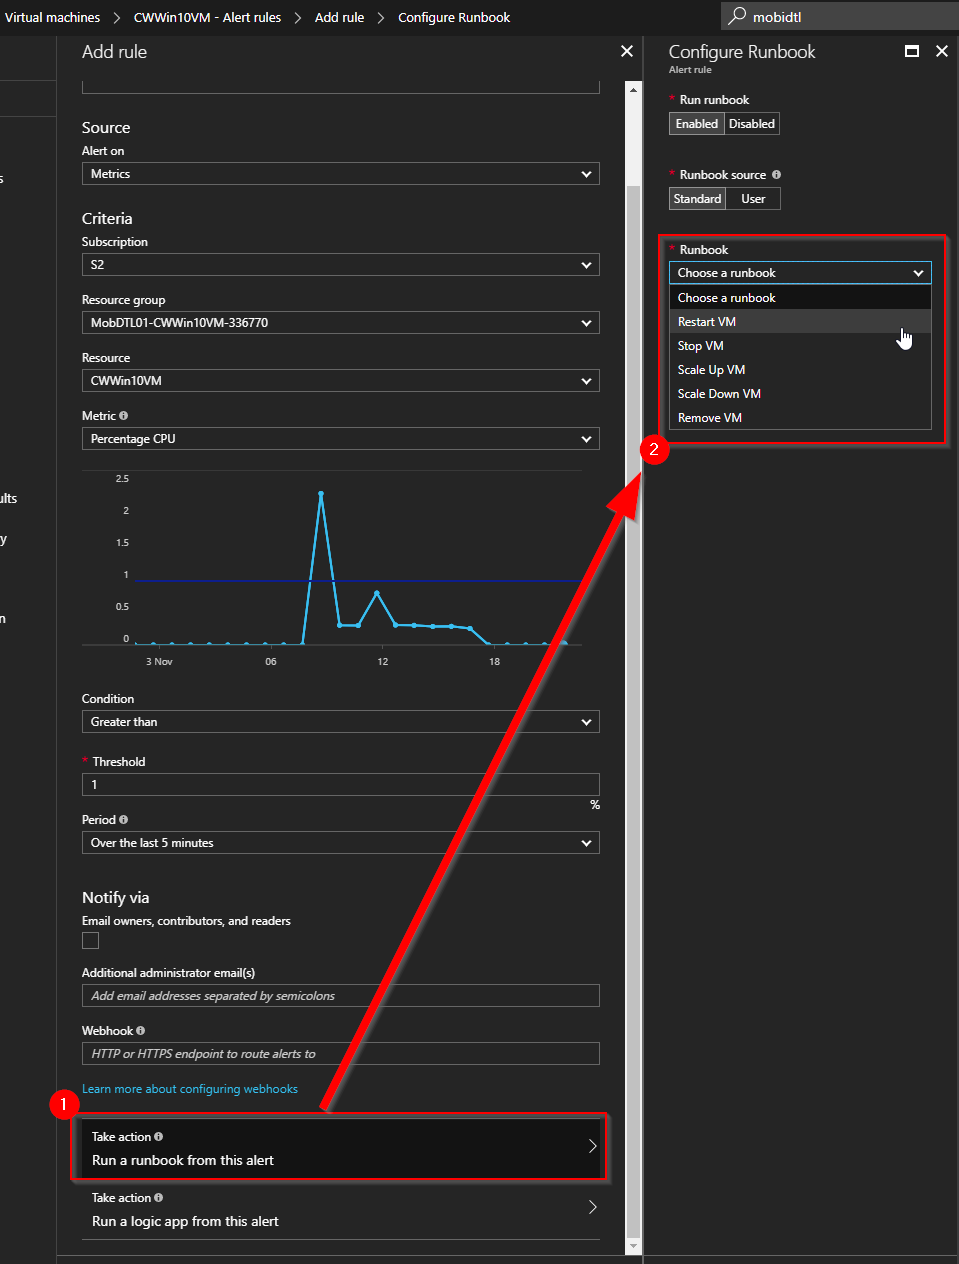 Virtual machines > CWWin10VM - Alert rules > Add rule > Configure Runbook
mobidtl
Add rule
Source
Alert on
Metrics
Criteria
Subscription
S2
Resource group
MobDTL01-CWWin10VM-336770
Resource
CWWin10VM
Metric
Percentage CPU
2.5
2
1.5
1
0.5
0
3 Nov 06 12 18
Condition
Greater than
* Threshold
1
%
Period
Over the last 5 minutes
Notify via
Email owners, contributors, and readers
Additional administrator email(s)
Add email addresses separated by semicolons
Webhook
HTTP or HTTPS endpoint to route alerts to
Learn more about configuring webhooks
1
Take action
Run a runbook from this alert
Take action
Run a logic app from this alert
s
ults
y
n
Configure Runbook
Alert rule
* Run runbook
Enabled Disabled
* Runbook source
Standard User
* Runbook
Choose a runbook
Choose a runbook
Restart VM
Stop VM
Scale Up VM
Scale Down VM
Remove VM
2